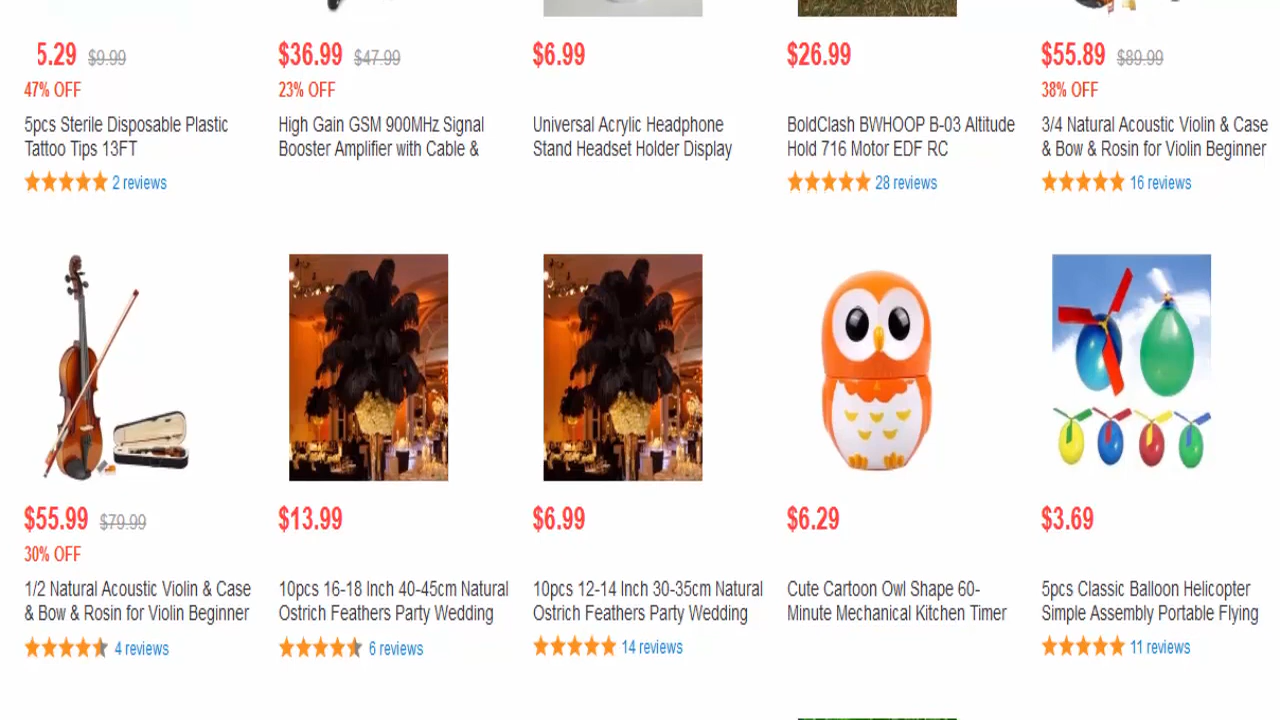 5.29 $9.99
47% OFF
5pcs Sterile Disposable Plastic
Tattoo Tips 13FT
2 reviews
$36.99 $47.99
23% OFF
High Gain GSM 900MHz Signal
Booster Amplifier with Cable &
$6.99
Universal Acrylic Headphone
Stand Headset Holder Display
$26.99
BoldClash BWHOOP B-03 Altitude
Hold 716 Motor EDF RC
28 reviews
$55.89 $89.99
38% OFF
3/4 Natural Acoustic Violin & Case
& Bow & Rosin for Violin Beginner
16 reviews
$55.99 $79.99
30% OFF
1/2 Natural Acoustic Violin & Case
& Bow & Rosin for Violin Beginner
4 reviews
$13.99
10pcs 16-18 Inch 40-45cm Natural
Ostrich Feathers Party Wedding
6 reviews
$6.99
10pcs 12-14 Inch 30-35cm Natural
Ostrich Feathers Party Wedding
14 reviews
$6.29
Cute Cartoon Owl Shape 60-
Minute Mechanical Kitchen Timer
$3.69
5pcs Classic Balloon Helicopter
Simple Assembly Portable Flying
11 reviews